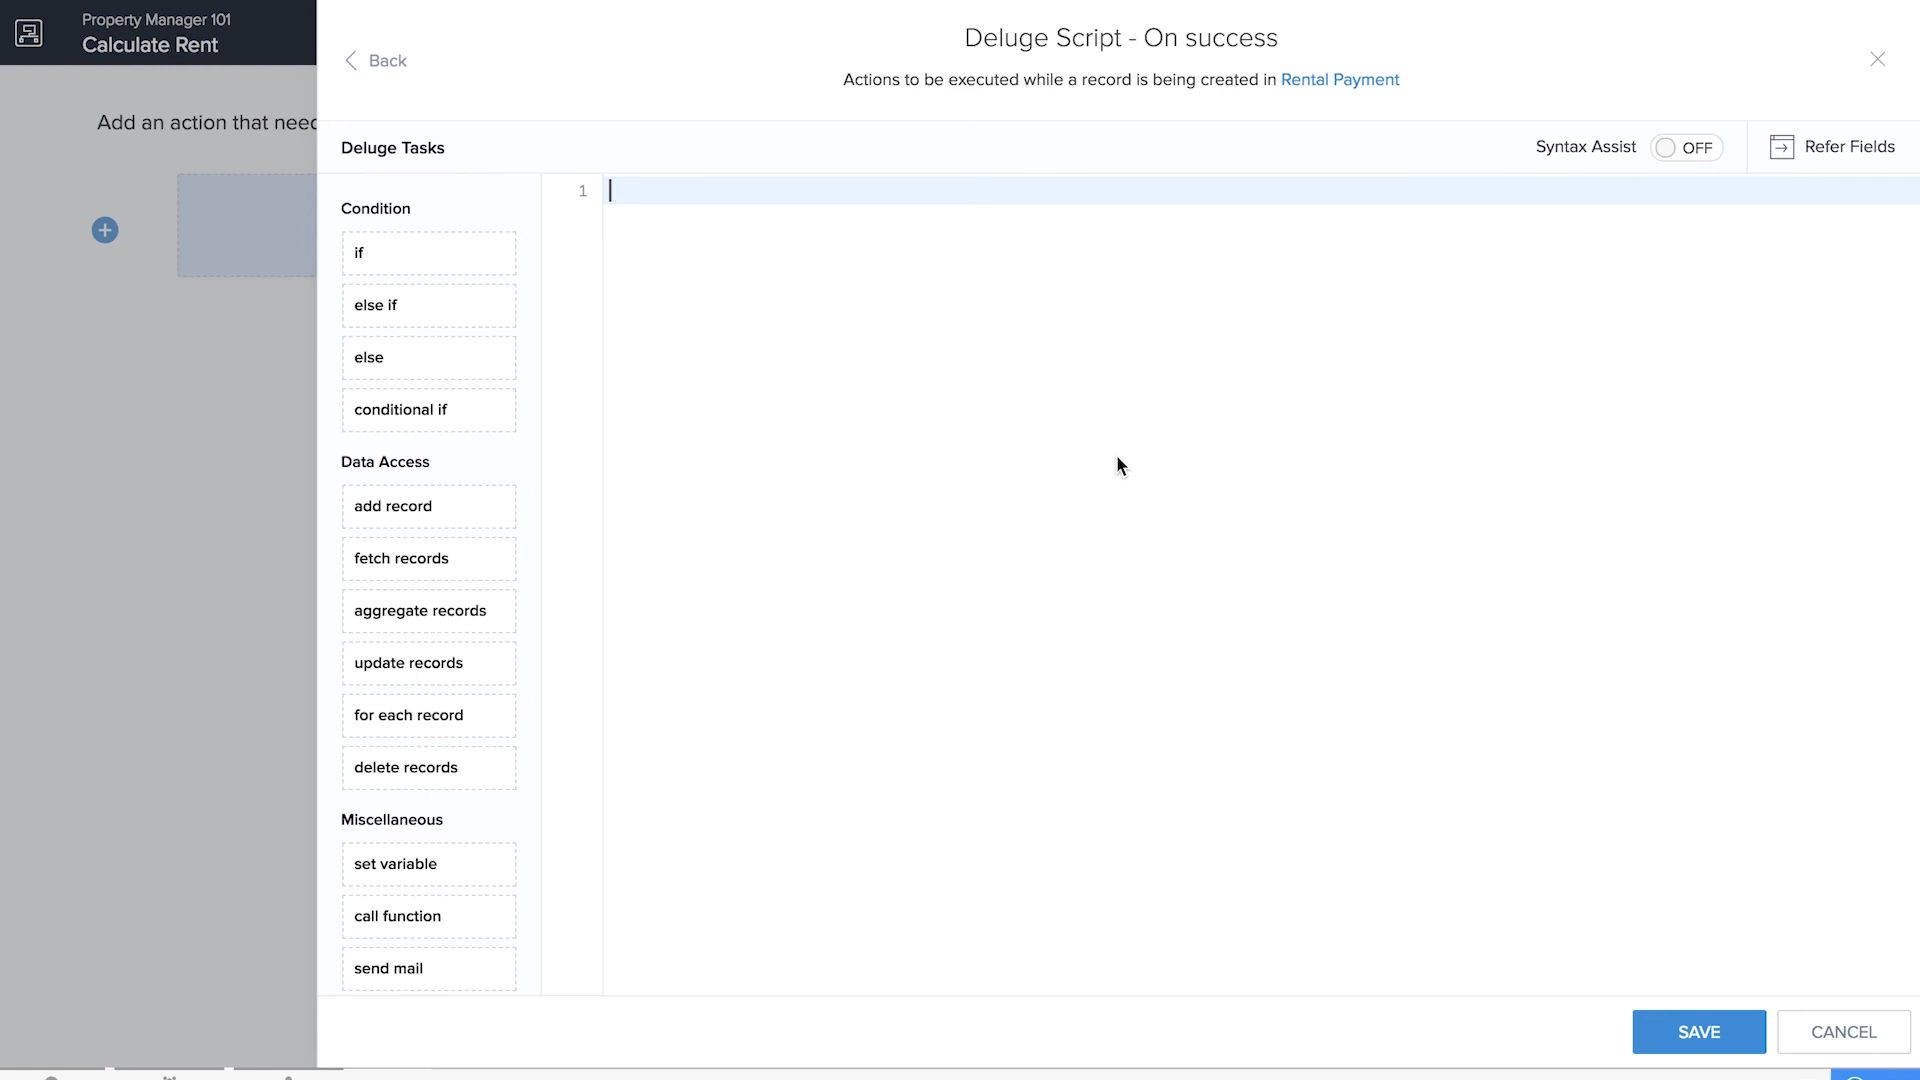 Property Manager 101
Calculate Rent
Add an action that need
Back
Deluge Script - On success
Actions to be executed while a record is being created in Rental Payment
Deluge Tasks
Syntax Assist
OFF
Refer Fields
Condition
if
else if
else
conditional if
Data Access
add record
fetch records
aggregate records
update records
for each record
delete records
Miscellaneous
set variable
call function
send mail
1
SAVE
CANCEL